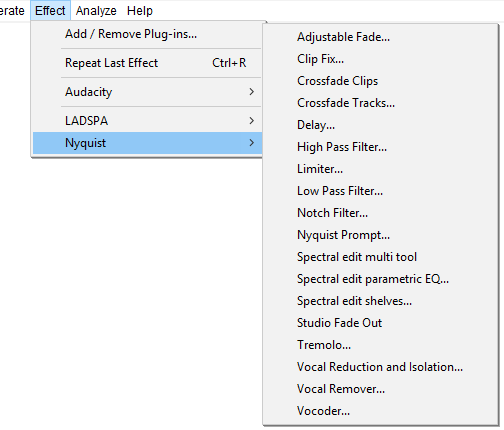 erate Effect Analyze Help
Add / Remove Plug-ins...
Repeat Last Effect Ctrl+R
Audacity
LADSPA
Nyquist
Adjustable Fade...
Clip Fix...
Crossfade Clips
Crossfade Tracks...
Delay...
High Pass Filter...
Limiter...
Low Pass Filter...
Notch Filter...
Nyquist Prompt...
Spectral edit multi tool
Spectral edit parametric EQ...
Spectral edit shelves...
Studio Fade Out
Tremolo...
Vocal Reduction and Isolation...
Vocal Remover...
Vocoder...